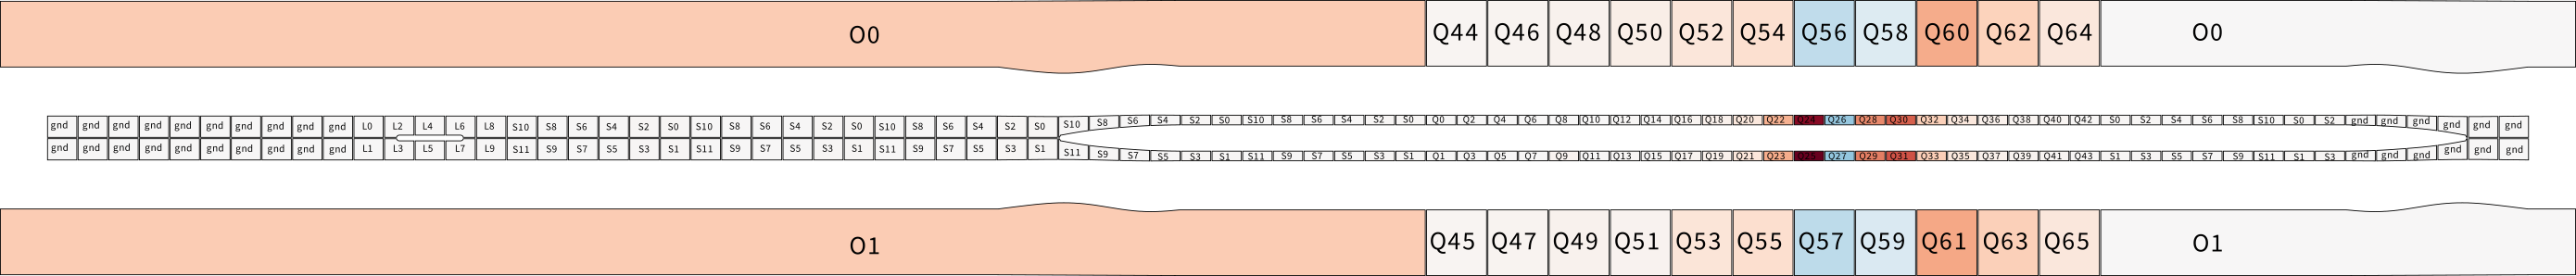 O0 Q44 Q46 Q48 Q50 Q52 Q54 Q56 Q58 Q60 Q62 Q64 O0
gnd gnd gnd gnd gnd gnd gnd gnd gnd gnd L0 L2 L4 L6 L8 S10 S8 S6 S4 S2 S0 S10 S8 S6 S4 S2 S0 S10 S8 S6 S4 S2 S0 S10 S8 S6 S4 S2 S0 S10 S8 S6 S4 S2 S0 Q0 Q2 Q4 Q6 Q8 Q10 Q12 Q14 Q16 Q18 Q20 Q22 Q24 Q26 Q28 Q30 Q32 Q34 Q36 Q38 Q40 Q42 S0 S2 S4 S6 S8 S10 S0 S2 gnd gnd gnd gnd gnd gnd
gnd gnd gnd gnd gnd gnd gnd gnd gnd gnd L1 L3 L5 L7 L9 S11 S9 S7 S5 S3 S1 S11 S9 S7 S5 S3 S1 S11 S9 S7 S5 S3 S1 S11 S9 S7 S5 S3 S1 S11 S9 S7 S5 S3 S1 Q1 Q3 Q5 Q7 Q9 Q11 Q13 Q15 Q17 Q19 Q21 Q23 Q25 Q27 Q29 Q31 Q33 Q35 Q37 Q39 Q41 Q43 S1 S3 S5 S7 S9 S11 S1 S3 gnd gnd gnd gnd gnd gnd
O1 Q45 Q47 Q49 Q51 Q53 Q55 Q57 Q59 Q61 Q63 Q65 O1